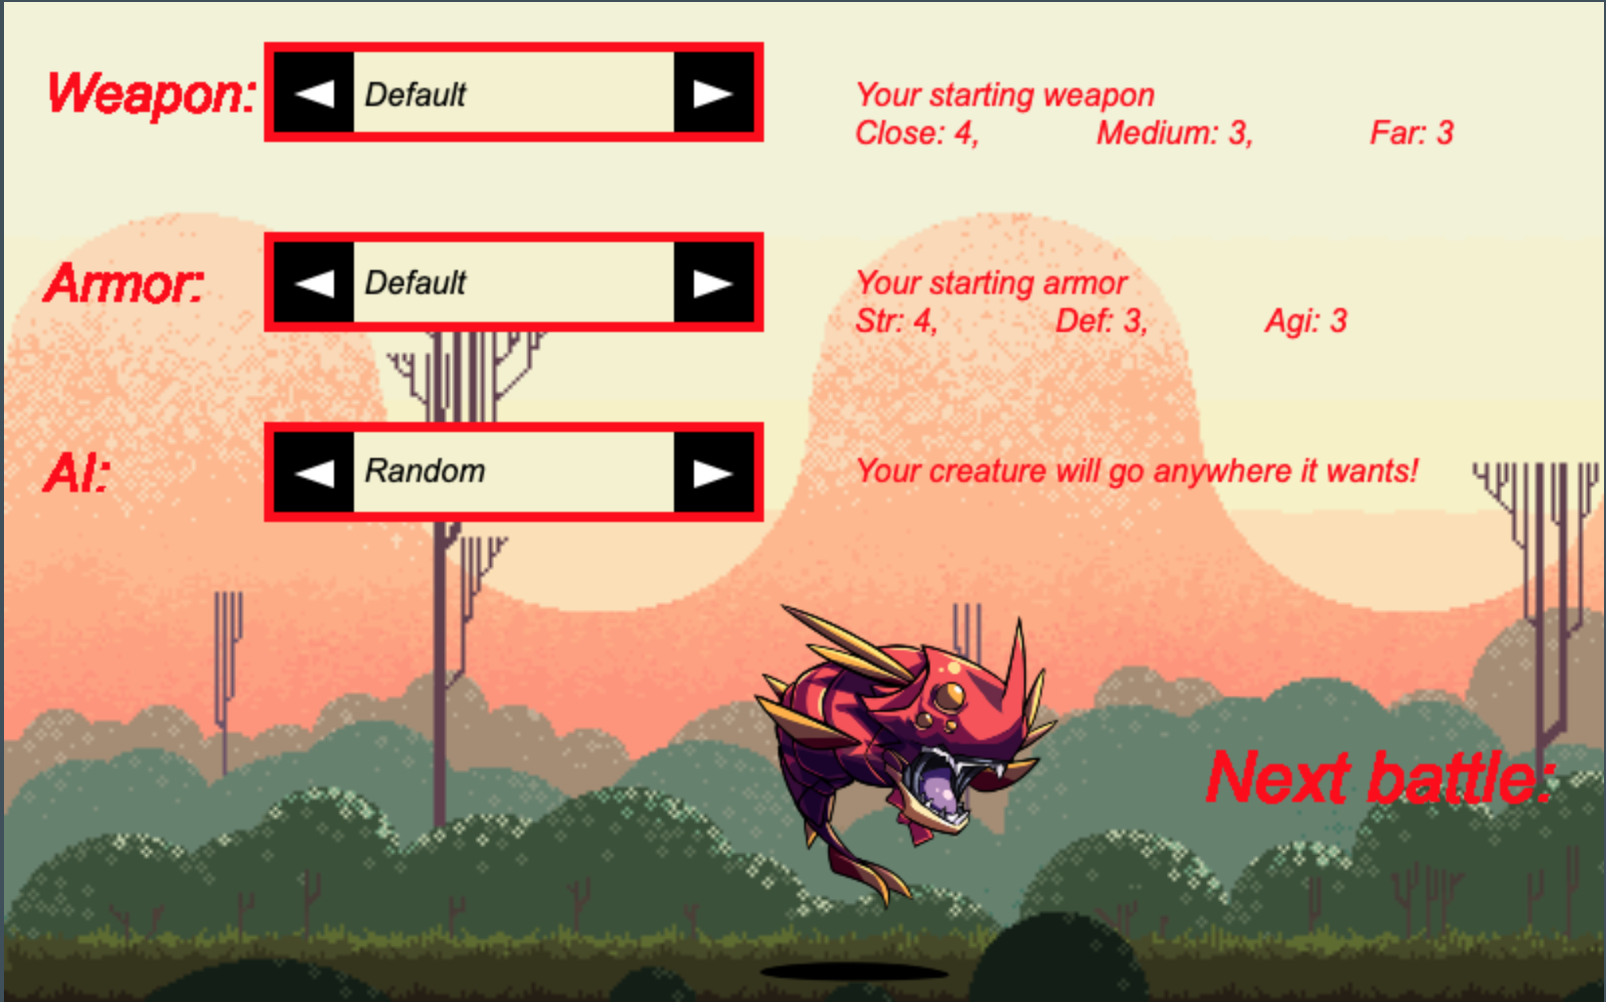 Weapon:
Default
Your starting weapon
Close: 4, Medium: 3, Far: 3
Armor:
Default
Your starting armor
Str: 4, Def: 3, Agi: 3
AI:
Random
Your creature will go anywhere it wants!
Next battle: